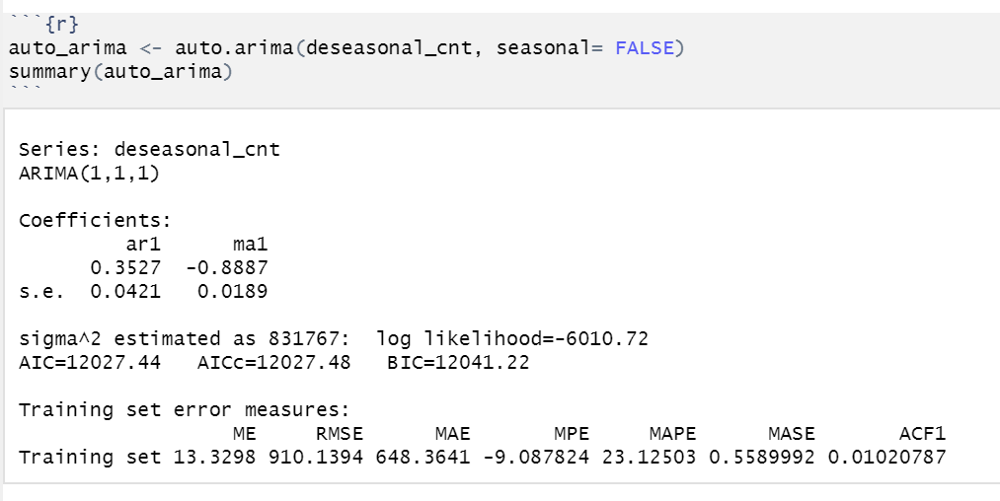 ```{r}
auto_arima <- auto.arima(deseasonal_cnt, seasonal= FALSE)
summary(auto_arima)
```
Series: deseasonal_cnt
ARIMA(1,1,1)
Coefficients:
         ar1      ma1
      0.3527  -0.8887
s.e.  0.0421   0.0189
sigma^2 estimated as 831767:  log likelihood=-6010.72
AIC=12027.44   AICc=12027.48   BIC=12041.22
Training set error measures:
                  ME     RMSE      MAE       MPE     MAPE      MASE       ACF1
Training set 13.3298 910.1394 648.3641 -9.087824 23.12503 0.5589992 0.01020787